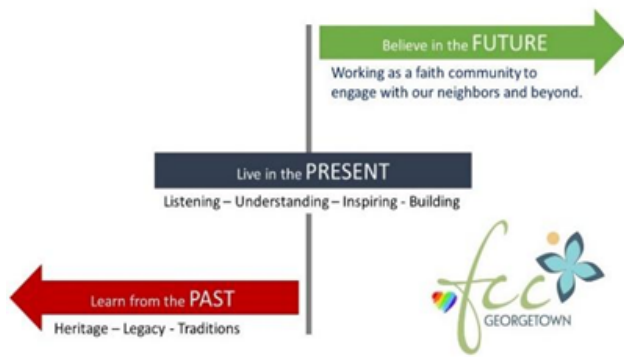 Believe in the FUTURE
Working as a faith community to
engage with our neighbors and beyond.
Live in the PRESENT
Listening – Understanding – Inspiring - Building
Learn from the PAST
Heritage – Legacy - Traditions
fcc
GEORGETOWN